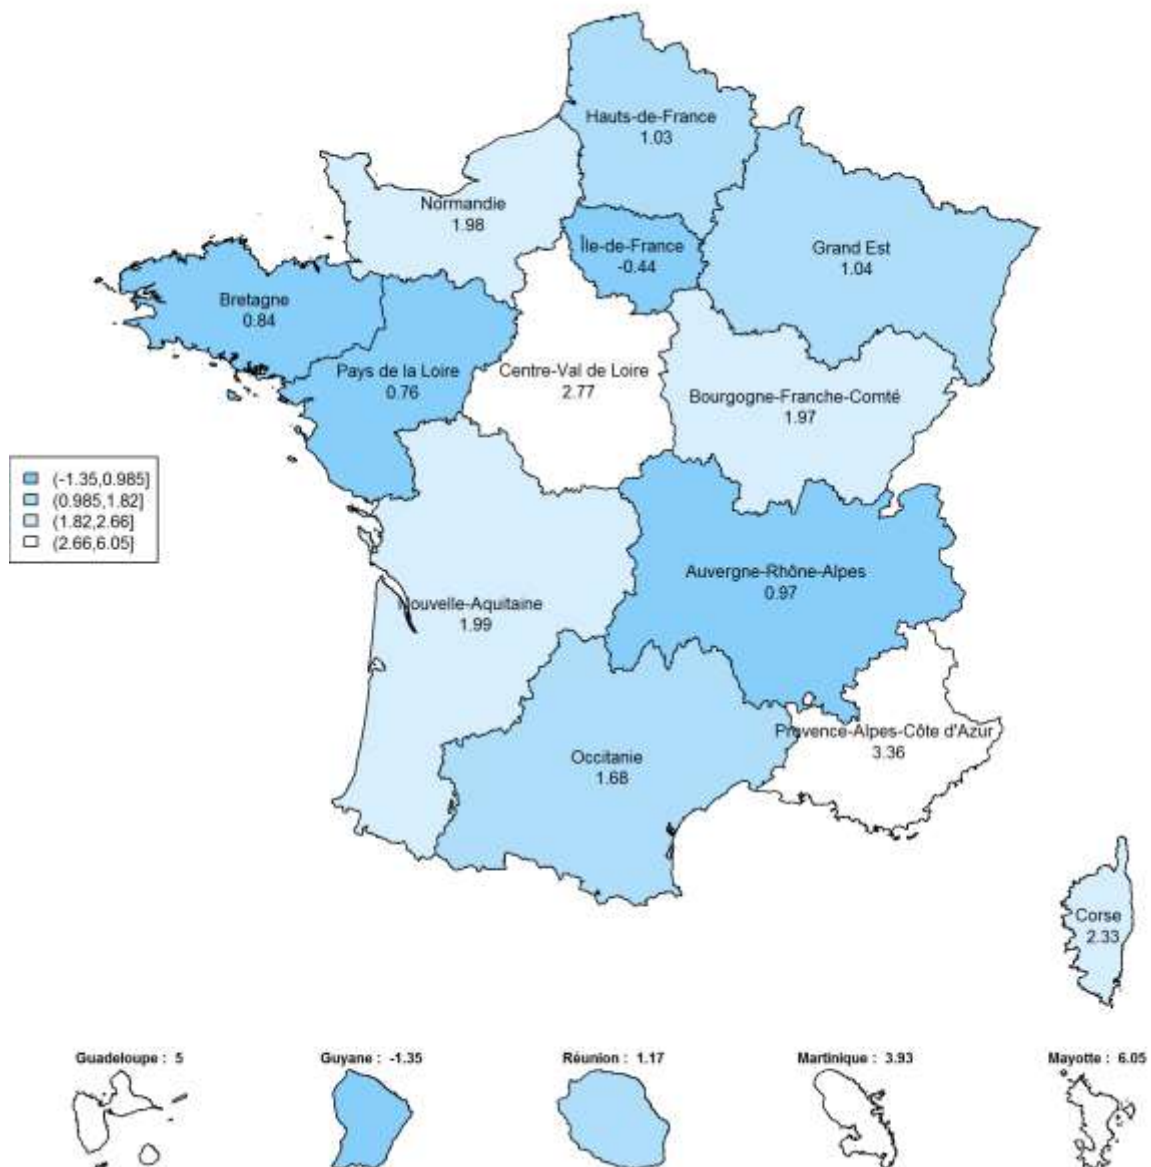 Hauts-de-France
1.03
Normandie
1.98
Île-de-France
-0.44
Grand Est
1.04
Bretagne
0.84
Pays de la Loire
0.76
Centre-Val de Loire
2.77
Bourgogne-Franche-Comté
1.97
(-1.35,0.985]
(0.985,1.82]
(1.82,2.66]
(2.66,6.05]
Auvergne-Rhône-Alpes
0.97
Nouvelle-Aquitaine
1.99
Provence-Alpes-Côte d'Azur
3.36
Occitanie
1.68
Corse
2.33
Guadeloupe : 5
Guyane : -1.35
Réunion : 1.17
Martinique : 3.93
Mayotte : 6.05